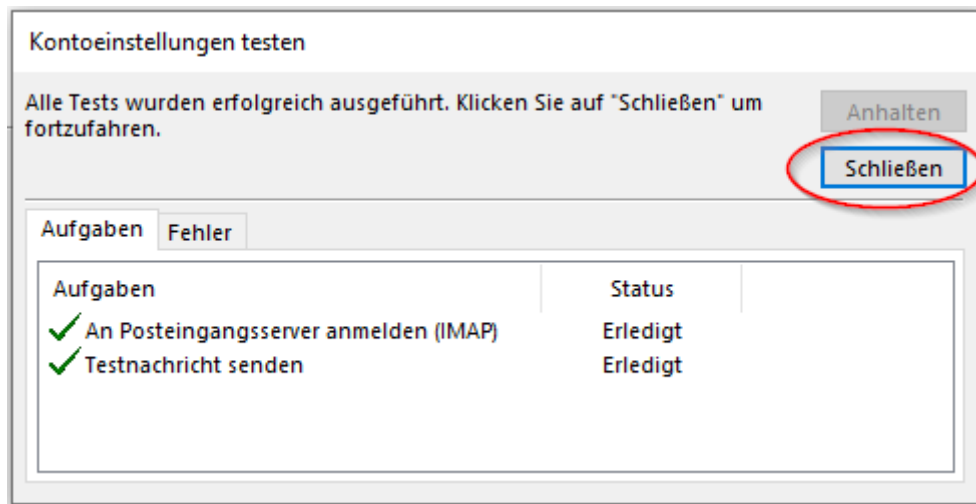 Kontoeinstellungen testen
Alle Tests wurden erfolgreich ausgeführt. Klicken Sie auf "Schließen" um
fortzufahren.
Anhalten
Schließen
Aufgaben Fehler
Aufgaben Status
An Posteingangsserver anmelden (IMAP) Erledigt
Testnachricht senden Erledigt